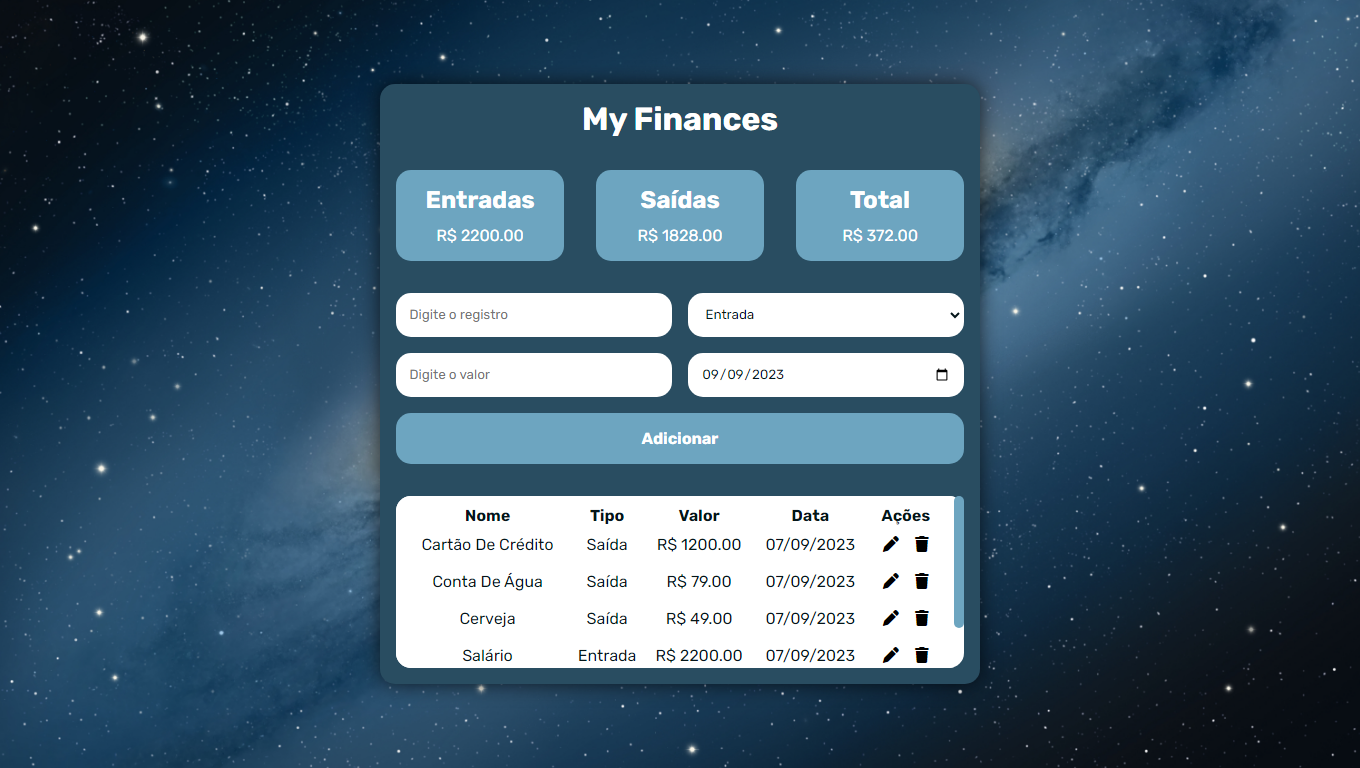 My Finances
Entradas Saídas Total
R$ 2200.00 R$ 1828.00 R$ 372.00
Digite o registro Entrada
Digite o valor 09/09/2023
Adicionar
Nome Tipo Valor Data Ações
Cartão De Crédito Saída R$ 1200.00 07/09/2023
Conta De Água Saída R$ 79.00 07/09/2023
Cerveja Saída R$ 49.00 07/09/2023
Salário Entrada R$ 2200.00 07/09/2023